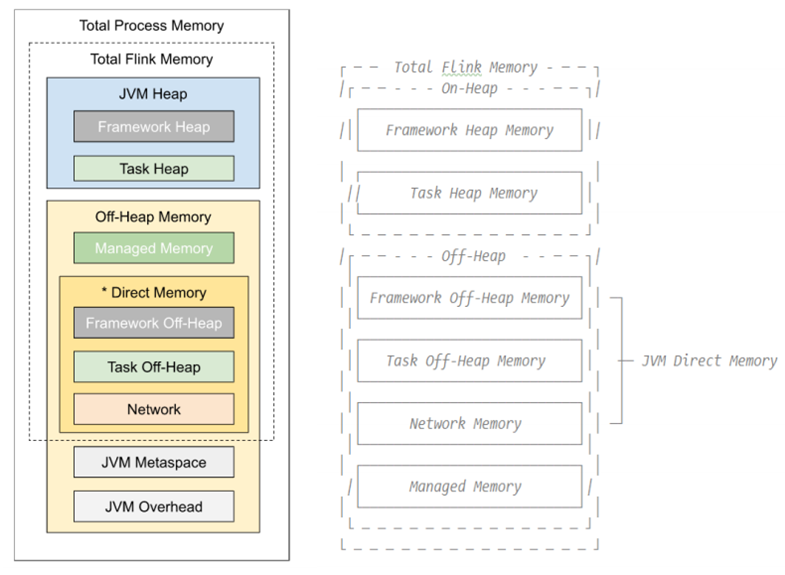 Total Process Memory
Total Flink Memory
JVM Heap
Framework Heap
Task Heap
Off-Heap Memory
Managed Memory
* Direct Memory
Framework Off-Heap
Task Off-Heap
Network
JVM Metaspace
JVM Overhead
Total Flink Memory
On-Heap
Framework Heap Memory
Task Heap Memory
Off-Heap
Framework Off-Heap Memory
Task Off-Heap Memory
JVM Direct Memory
Network Memory
Managed Memory